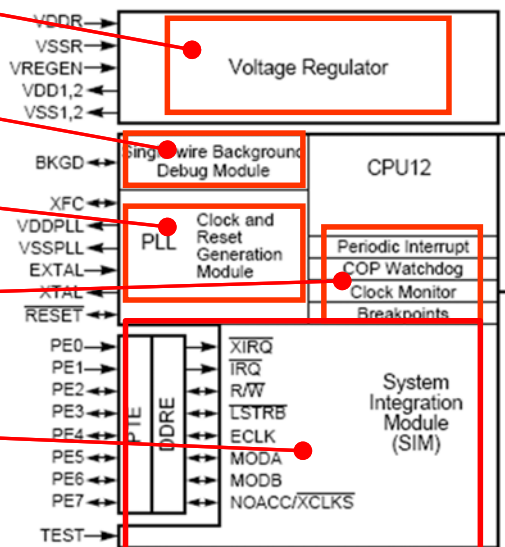 VDDR
VSSR
VREGEN
VDD1,2
VSS1,2
Voltage Regulator
BKGD
Single-wire Background
Debug Module
CPU12
XFC
VDDPLL
VSSPLL
EXTAL
XTAL
RESET
PLL
Clock and
Reset
Generation
Module
Periodic Interrupt
COP Watchdog
Clock Monitor
Breakpoints
PE0
PE1
PE2
PE3
PE4
PE5
PE6
PE7
TEST
PTE
DDRE
XIRQ
IRQ
R/W
LSTRB
ECLK
MODA
MODB
NOACC/XCLKS
System
Integration
Module
(SIM)